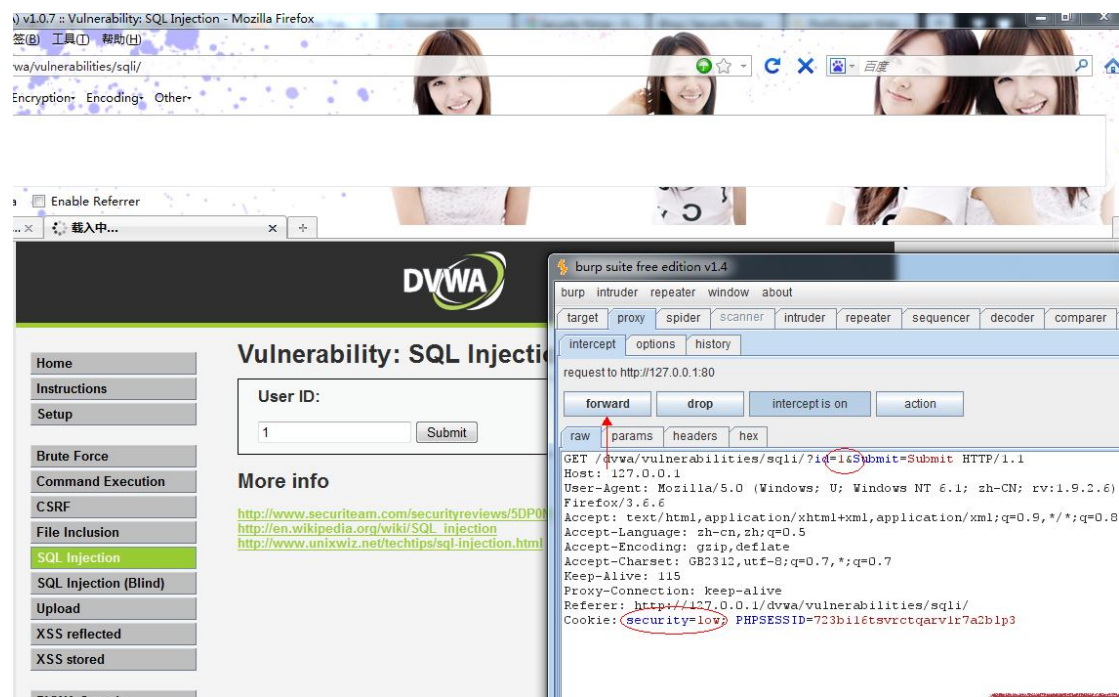 ) v1.0.7 :: Vulnerability: SQL Injection - Mozilla Firefox
签(B) 工具(T) 帮助(H)
wa/vulnerabilities/sqli/
百度
Encryption Encoding Other
Enable Referrer
载入中...
DVWA
Home
Instructions
Setup
Brute Force
Command Execution
CSRF
File Inclusion
SQL Injection
SQL Injection (Blind)
Upload
XSS reflected
XSS stored
Vulnerability: SQL Injectio
User ID:
1
Submit
More info
http://www.securiteam.com/securityreviews/5DP0N
http://en.wikipedia.org/wiki/SQL_injection
http://www.unixwiz.net/techtips/sql-injection.html
burp suite free edition v1.4
burp intruder repeater window about
target proxy spider scanner intruder repeater sequencer decoder comparer
intercept options history
request to http://127.0.0.1:80
forward drop intercept is on action
raw params headers hex
GET /dvwa/vulnerabilities/sqli/?id=1&Submit=Submit HTTP/1.1
Host: 127.0.0.1
User-Agent: Mozilla/5.0 (Windows; U; Windows NT 6.1; zh-CN; rv:1.9.2.6)
Firefox/3.6.6
Accept: text/html,application/xhtml+xml,application/xml;q=0.9,*/*;q=0.8
Accept-Language: zh-cn,zh;q=0.5
Accept-Encoding: gzip,deflate
Accept-Charset: GB2312,utf-8;q=0.7,*;q=0.7
Keep-Alive: 115
Proxy-Connection: keep-alive
Referer: http://127.0.0.1/dvwa/vulnerabilities/sqli/
Cookie: security=low; PHPSESSID=723bi16tsvrctqarv1r7a2blp3